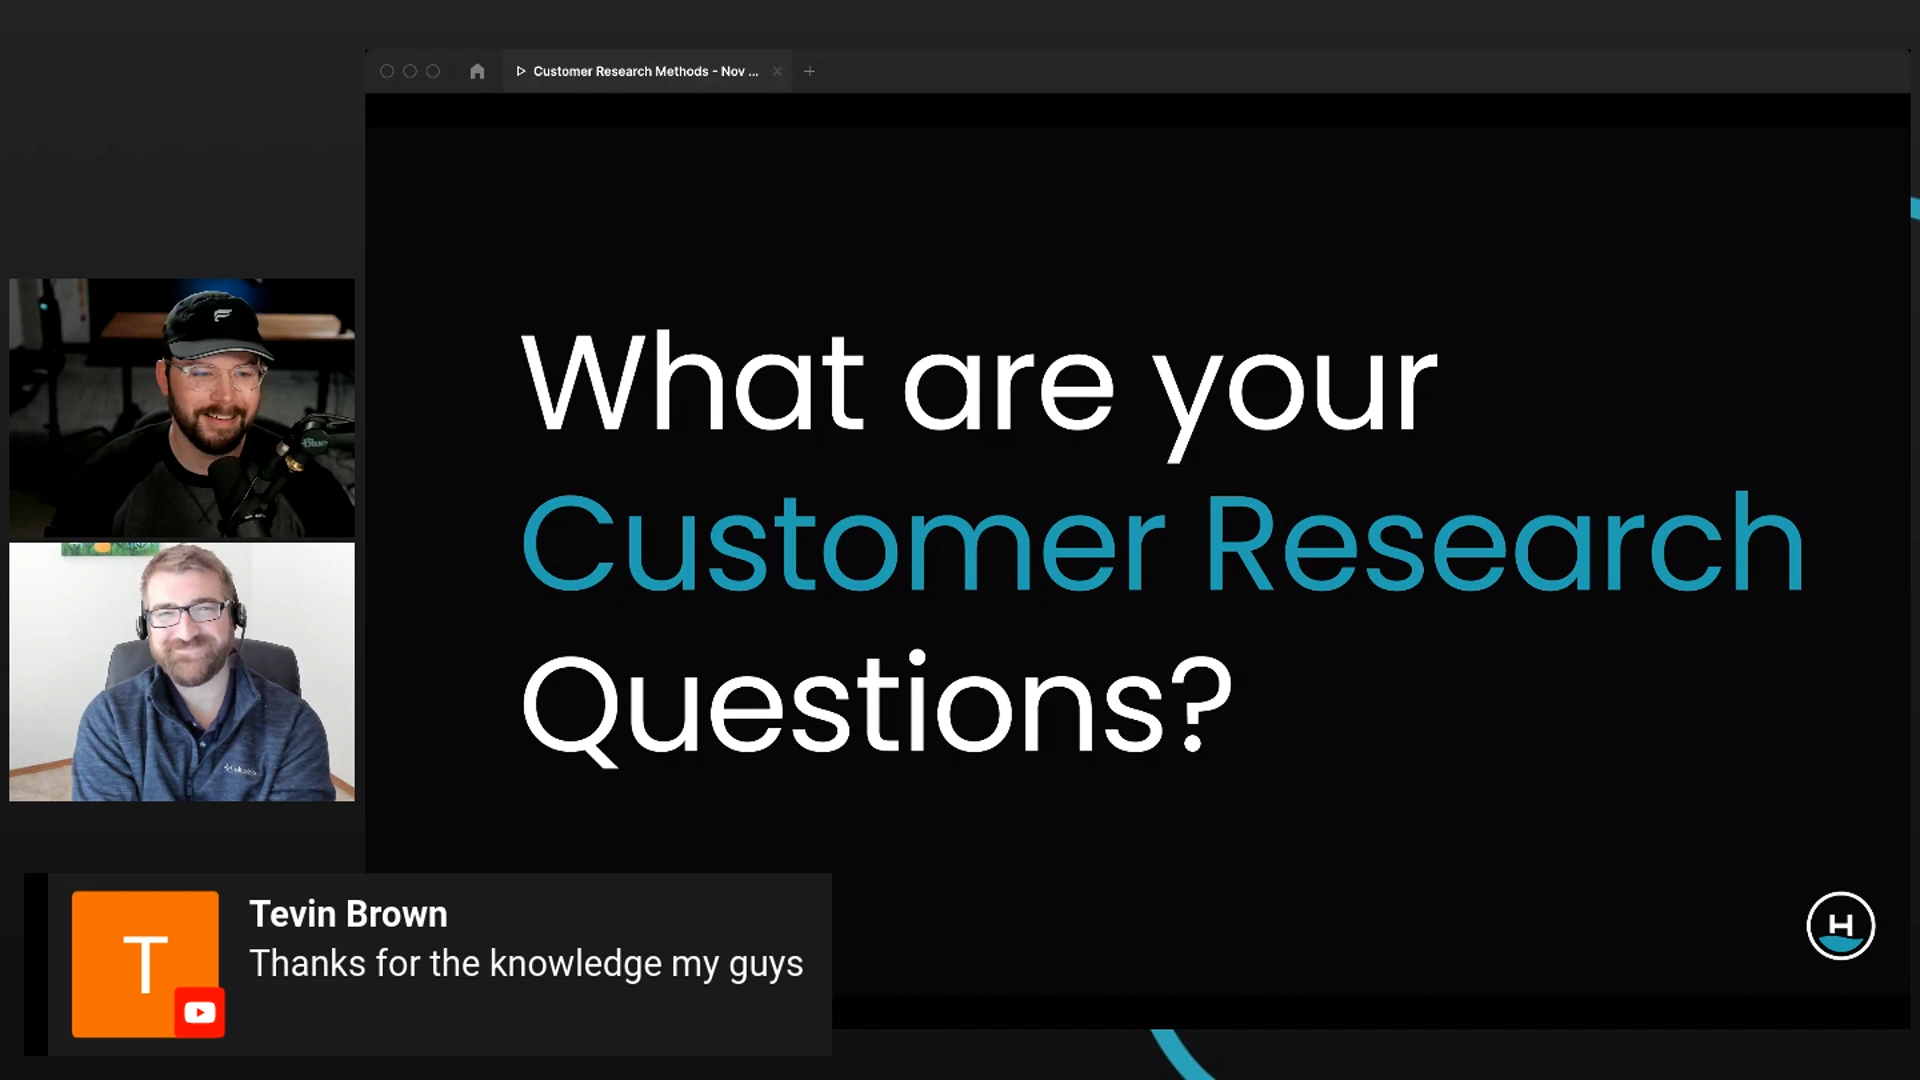 Customer Research Methods - Nov ...
What are your
Customer Research
Questions?
H
T
Tevin Brown
Thanks for the knowledge my guys